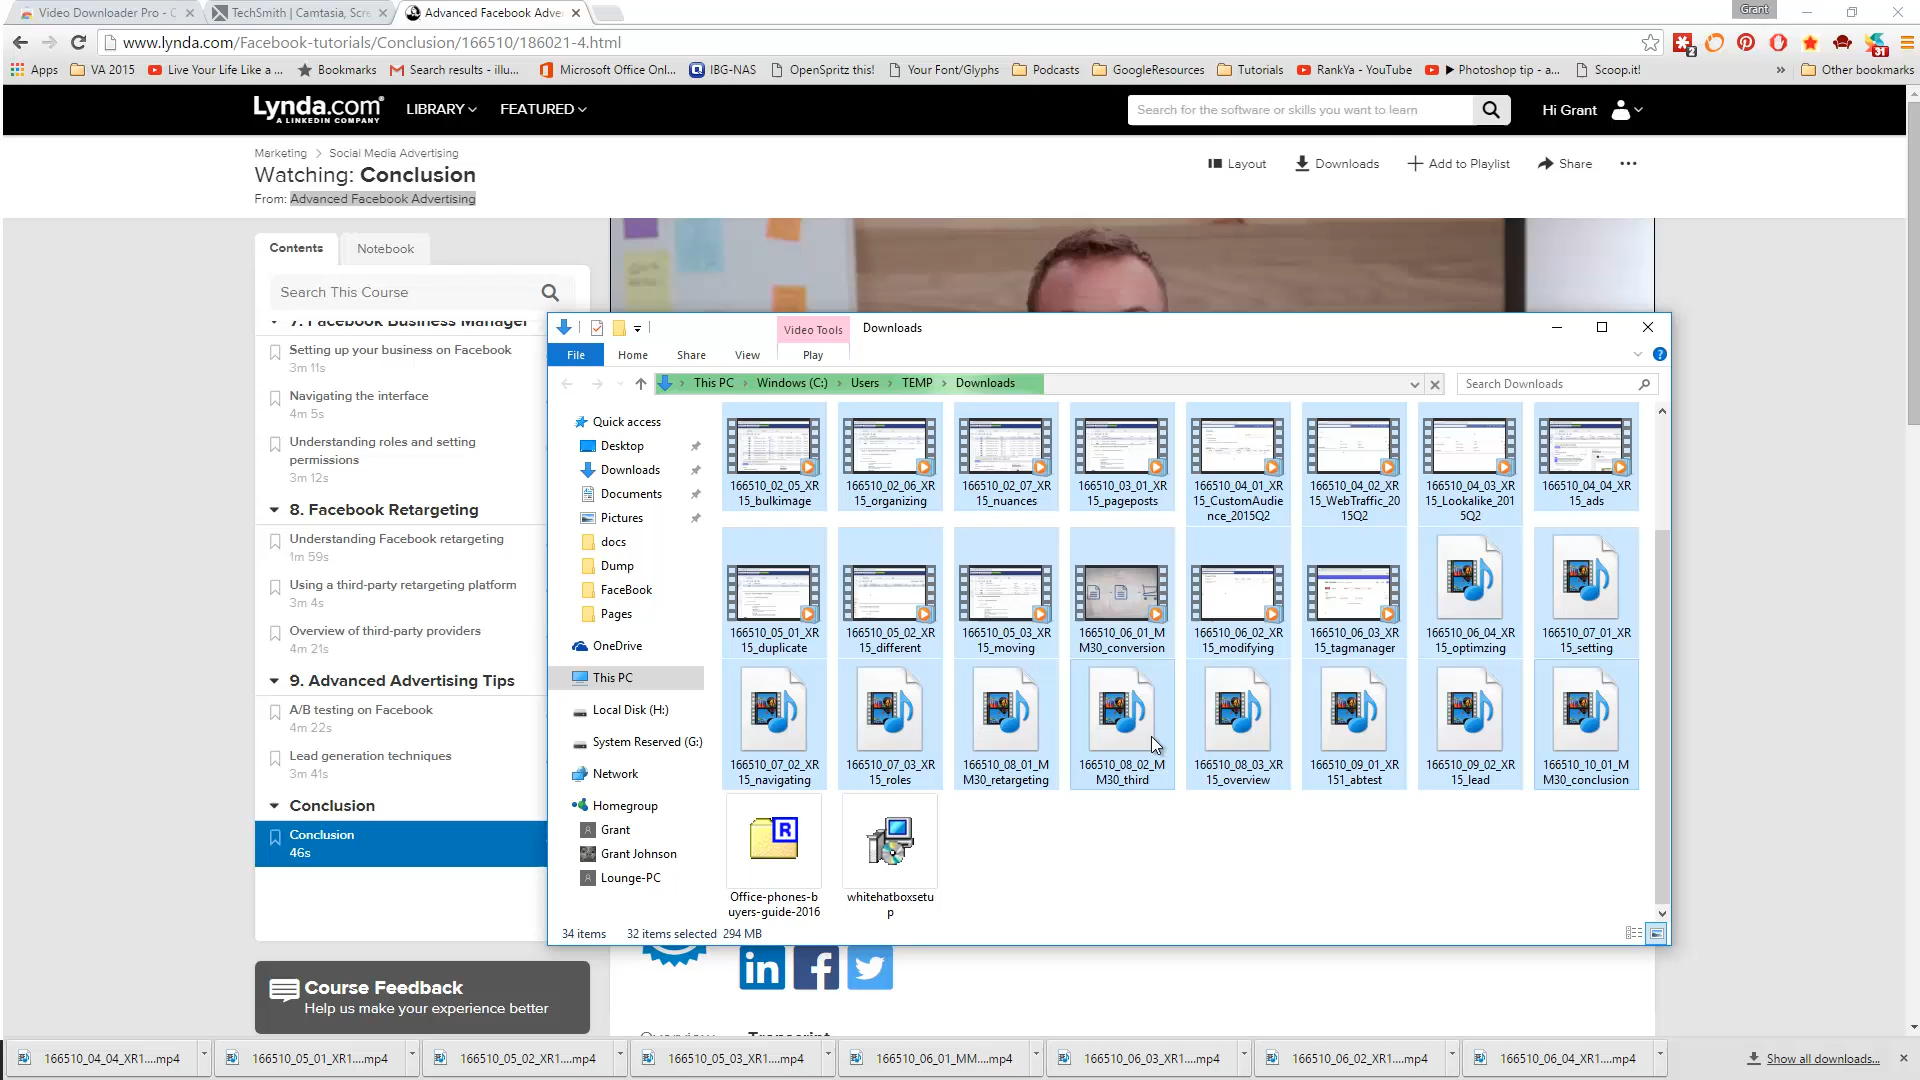 Video Downloader Pro - C
TechSmith | Camtasia, Scre
Advanced Facebook Adve
Grant
www.lynda.com/Facebook-tutorials/Conclusion/166510/186021-4.html
2
31
Apps
VA 2015
Live Your Life Like a ...
Bookmarks
Search results - illu...
Microsoft Office Onl...
IBG-NAS
OpenSpritz this!
Your Font/Glyphs
Podcasts
GoogleResources
Tutorials
RankYa - YouTube
Photoshop tip - a...
Scoop.it!
»
Other bookmarks
Lynda.com
A LINKEDIN COMPANY
LIBRARY
FEATURED
Search for the software or skills you want to learn
Hi Grant
Marketing > Social Media Advertising
Watching: Conclusion
From: Advanced Facebook Advertising
Layout
Downloads
Add to Playlist
Share
Contents
Notebook
Search This Course
7. Facebook Business Manager
Setting up your business on Facebook
3m 11s
Navigating the interface
4m 5s
Understanding roles and setting
permissions
3m 12s
8. Facebook Retargeting
Understanding Facebook retargeting
1m 59s
Using a third-party retargeting platform
3m 4s
Overview of third-party providers
4m 21s
9. Advanced Advertising Tips
A/B testing on Facebook
4m 22s
Lead generation techniques
3m 41s
Conclusion
Conclusion
46s
Course Feedback
Help us make your experience better
Video Tools
Downloads
File
Home
Share
View
Play
This PC > Windows (C:) > Users > TEMP > Downloads
Search Downloads
Quick access
Desktop
Downloads
Documents
Pictures
docs
Dump
FaceBook
Pages
OneDrive
This PC
Local Disk (H:)
System Reserved (G:)
Network
Homegroup
Grant
Grant Johnson
Lounge-PC
166510_02_05_XR
15_bulkimage
166510_02_06_XR
15_organizing
166510_02_07_XR
15_nuances
166510_03_01_XR
15_pageposts
166510_04_01_XR
15_CustomAudie
nce_2015Q2
166510_04_02_XR
15_WebTraffic_20
15Q2
166510_04_03_XR
15_Lookalike_201
5Q2
166510_04_04_XR
15_ads
166510_05_01_XR
15_duplicate
166510_05_02_XR
15_different
166510_05_03_XR
15_moving
166510_06_01_M
M30_conversion
166510_06_02_XR
15_modifying
166510_06_03_XR
15_tagmanager
166510_06_04_XR
15_optimzing
166510_07_01_XR
15_setting
166510_07_02_XR
15_navigating
166510_07_03_XR
15_roles
166510_08_01_M
M30_retargeting
166510_08_02_M
M30_third
166510_08_03_XR
15_overview
166510_09_01_XR
151_abtest
166510_09_02_XR
15_lead
166510_10_01_M
M30_conclusion
R
Office-phones-b
uyers-guide-2016
whitehatboxsetu
p
34 items
32 items selected 294 MB
in
Overview
Transcript
166510_04_04_XR1....mp4
166510_05_01_XR1....mp4
166510_05_02_XR1....mp4
166510_05_03_XR1....mp4
166510_06_01_MM....mp4
166510_06_03_XR1....mp4
166510_06_02_XR1....mp4
166510_06_04_XR1....mp4
Show all downloads...